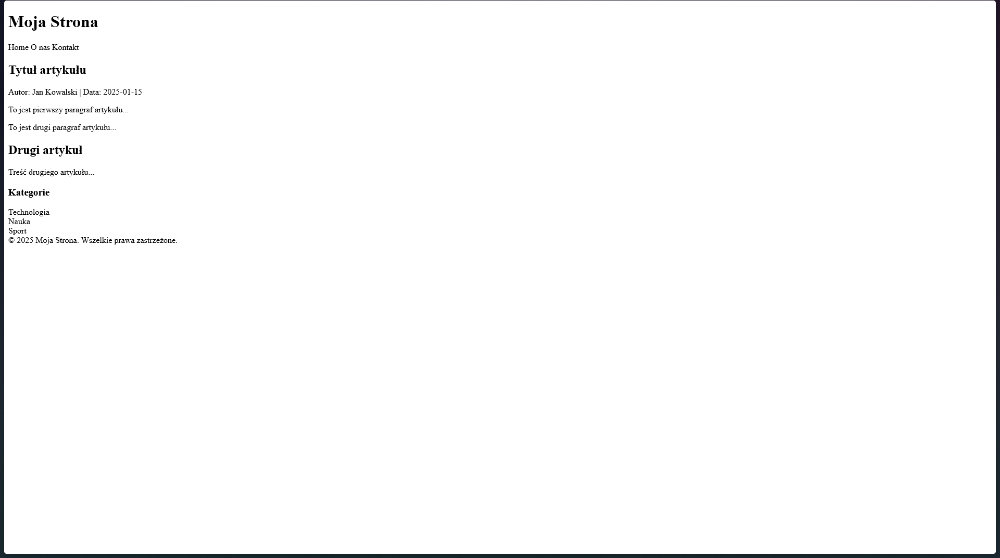 Moja Strona
Home O nas Kontakt
Tytuł artykułu
Autor: Jan Kowalski | Data: 2025-01-15
To jest pierwszy paragraf artykułu...
To jest drugi paragraf artykułu...
Drugi artykuł
Treść drugiego artykułu...
Kategorie
Technologia
Nauka
Sport
© 2025 Moja Strona. Wszelkie prawa zastrzeżone.